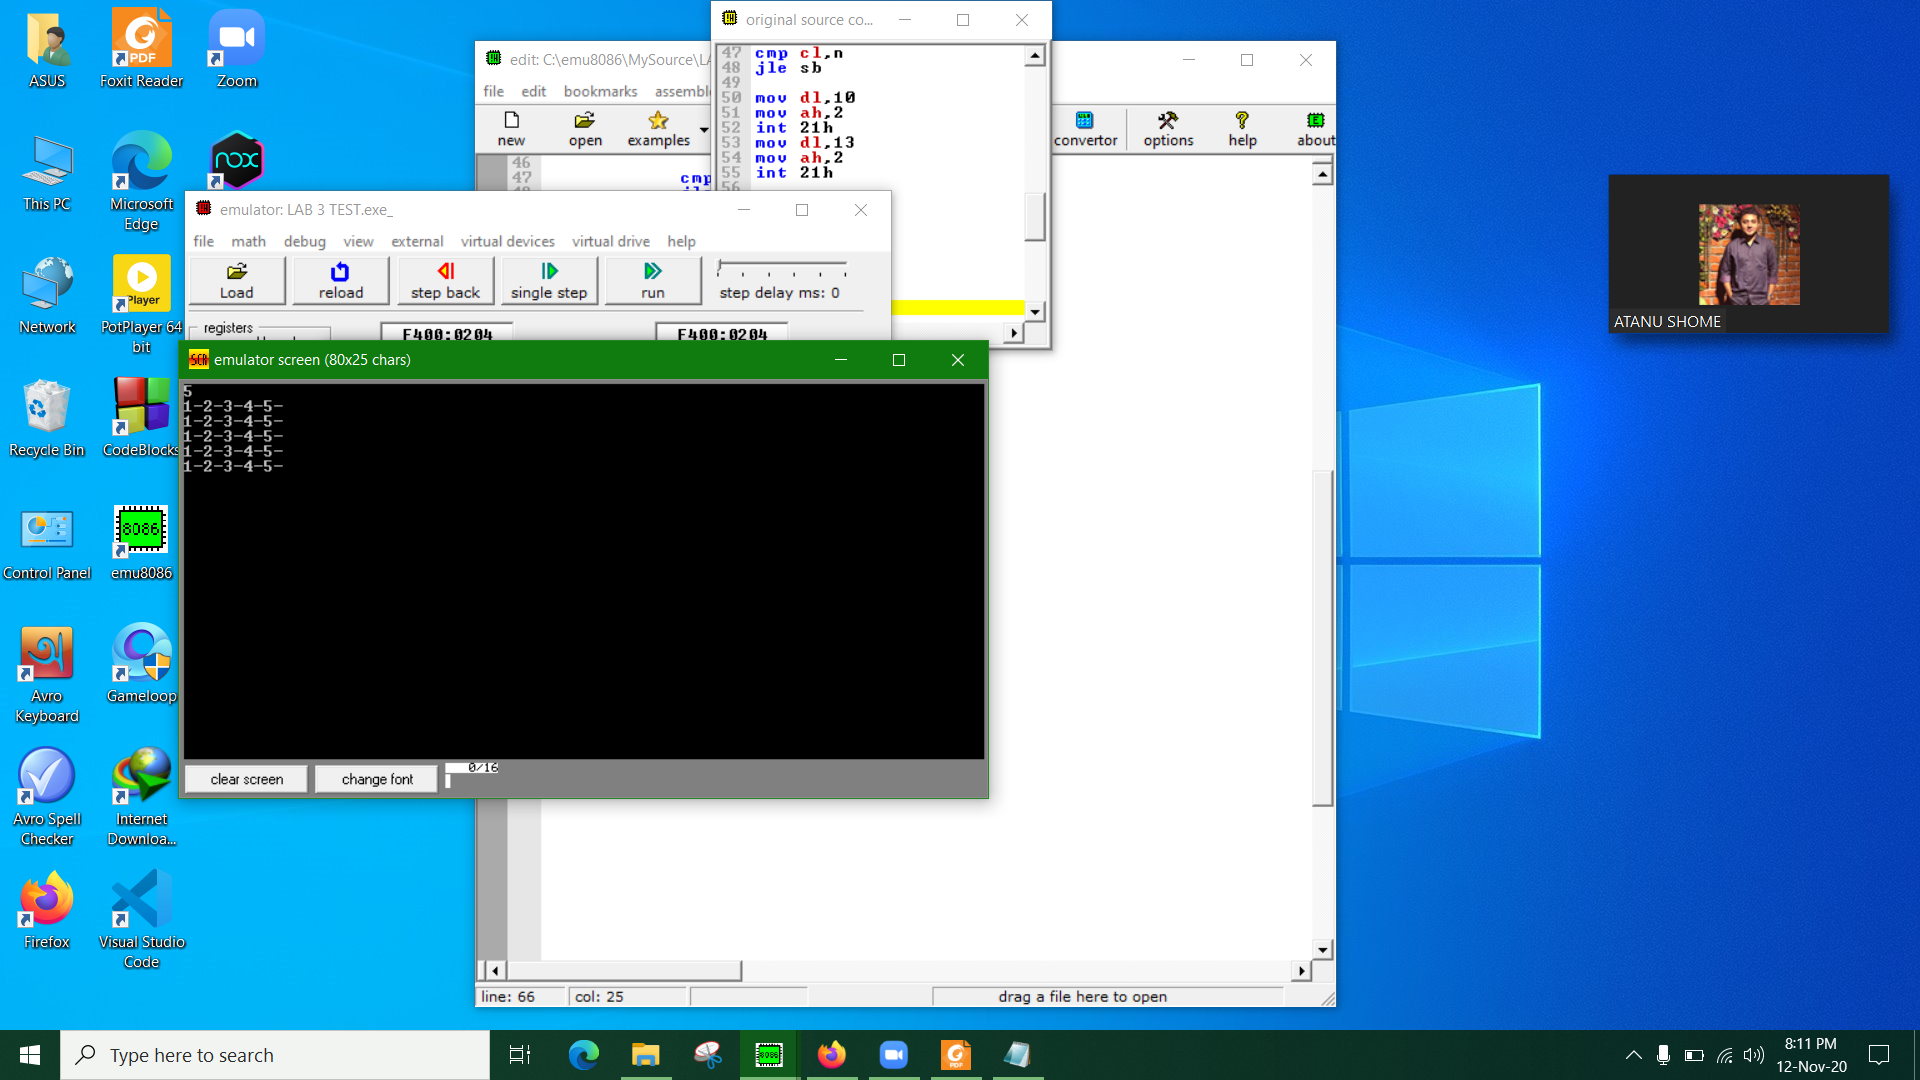 ASUS
Foxit Reader
Zoom
This PC
Microsoft Edge
nox
Network
PotPlayer 64 bit
Player
Recycle Bin
CodeBlocks
Control Panel
8086
emu8086
Avro Keyboard
Gameloop
Avro Spell Checker
Internet Downloa...
Firefox
Visual Studio Code
PDF
original source co...
47 cmp cl,n
48 jle sb
49
50 mov dl,10
51 mov ah,2
52 int 21h
53 mov dl,13
54 mov ah,2
55 int 21h
56
edit: C:\emu8086\MySource\LA
file edit bookmarks assembl
new open examples convertor options help about
46
47 cmp
emulator: LAB 3 TEST.exe_
file math debug view external virtual devices virtual drive help
Load reload step back single step run step delay ms: 0
registers F400:0204 F400:0204
SCR emulator screen (80x25 chars)
5
1-2-3-4-5-
1-2-3-4-5-
1-2-3-4-5-
1-2-3-4-5-
1-2-3-4-5-
clear screen change font 0/16
line: 66 col: 25 drag a file here to open
ATANU SHOME
Type here to search
8086
PDF
8:11 PM
12-Nov-20